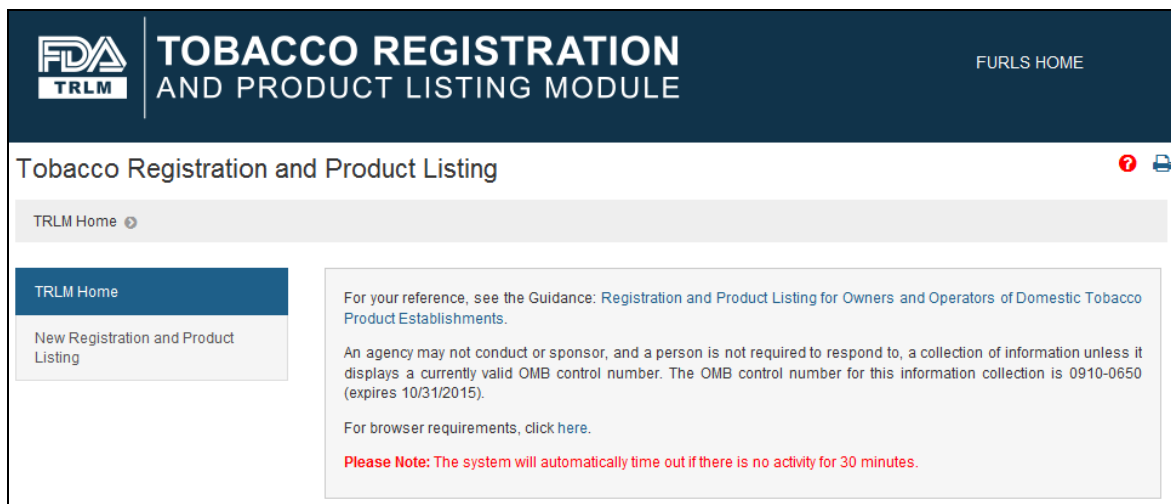 FDA
TRLM
TOBACCO REGISTRATION
AND PRODUCT LISTING MODULE
FURLS HOME
Tobacco Registration and Product Listing
TRLM Home
TRLM Home
New Registration and Product
Listing
For your reference, see the Guidance: Registration and Product Listing for Owners and Operators of Domestic Tobacco
Product Establishments.
An agency may not conduct or sponsor, and a person is not required to respond to, a collection of information unless it
displays a currently valid OMB control number. The OMB control number for this information collection is 0910-0650
(expires 10/31/2015).
For browser requirements, click here.
Please Note: The system will automatically time out if there is no activity for 30 minutes.